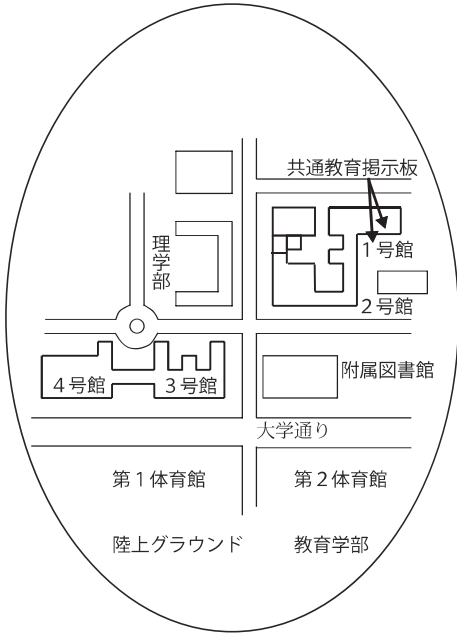 共通教育掲示板
理学部
1号館
2号館
附属図書館
4号館
3号館
大学通り
第1体育館
第2体育館
陸上グラウンド
教育学部